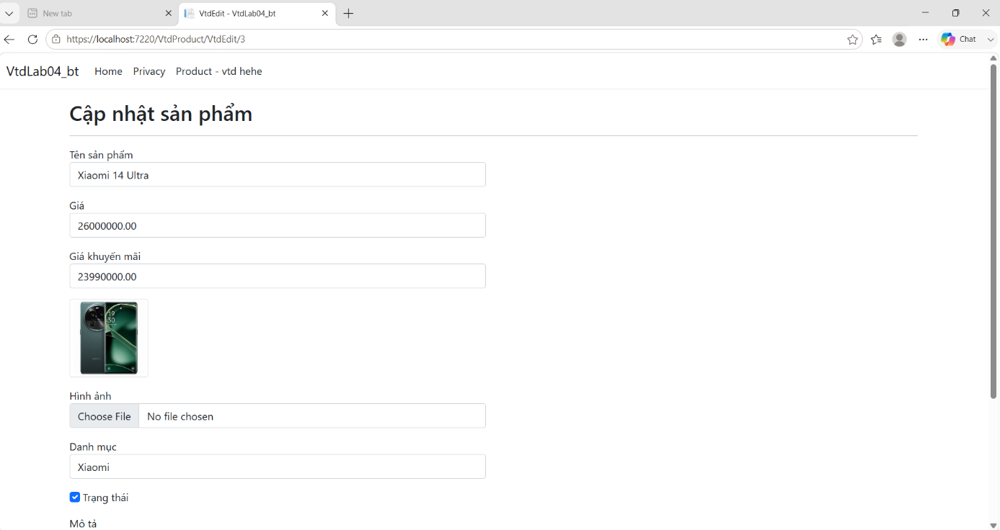 New tab
VtdEdit - VtdLab04_bt
https://localhost:7220/VtdProduct/VtdEdit/3
Chat
VtdLab04_bt Home Privacy Product - vtd hehe
Cập nhật sản phẩm
Tên sản phẩm
Xiaomi 14 Ultra
Giá
26000000.00
Giá khuyến mãi
23990000.00
19
30
Hình ảnh
Choose File No file chosen
Danh mục
Xiaomi
Trạng thái
Mô tả